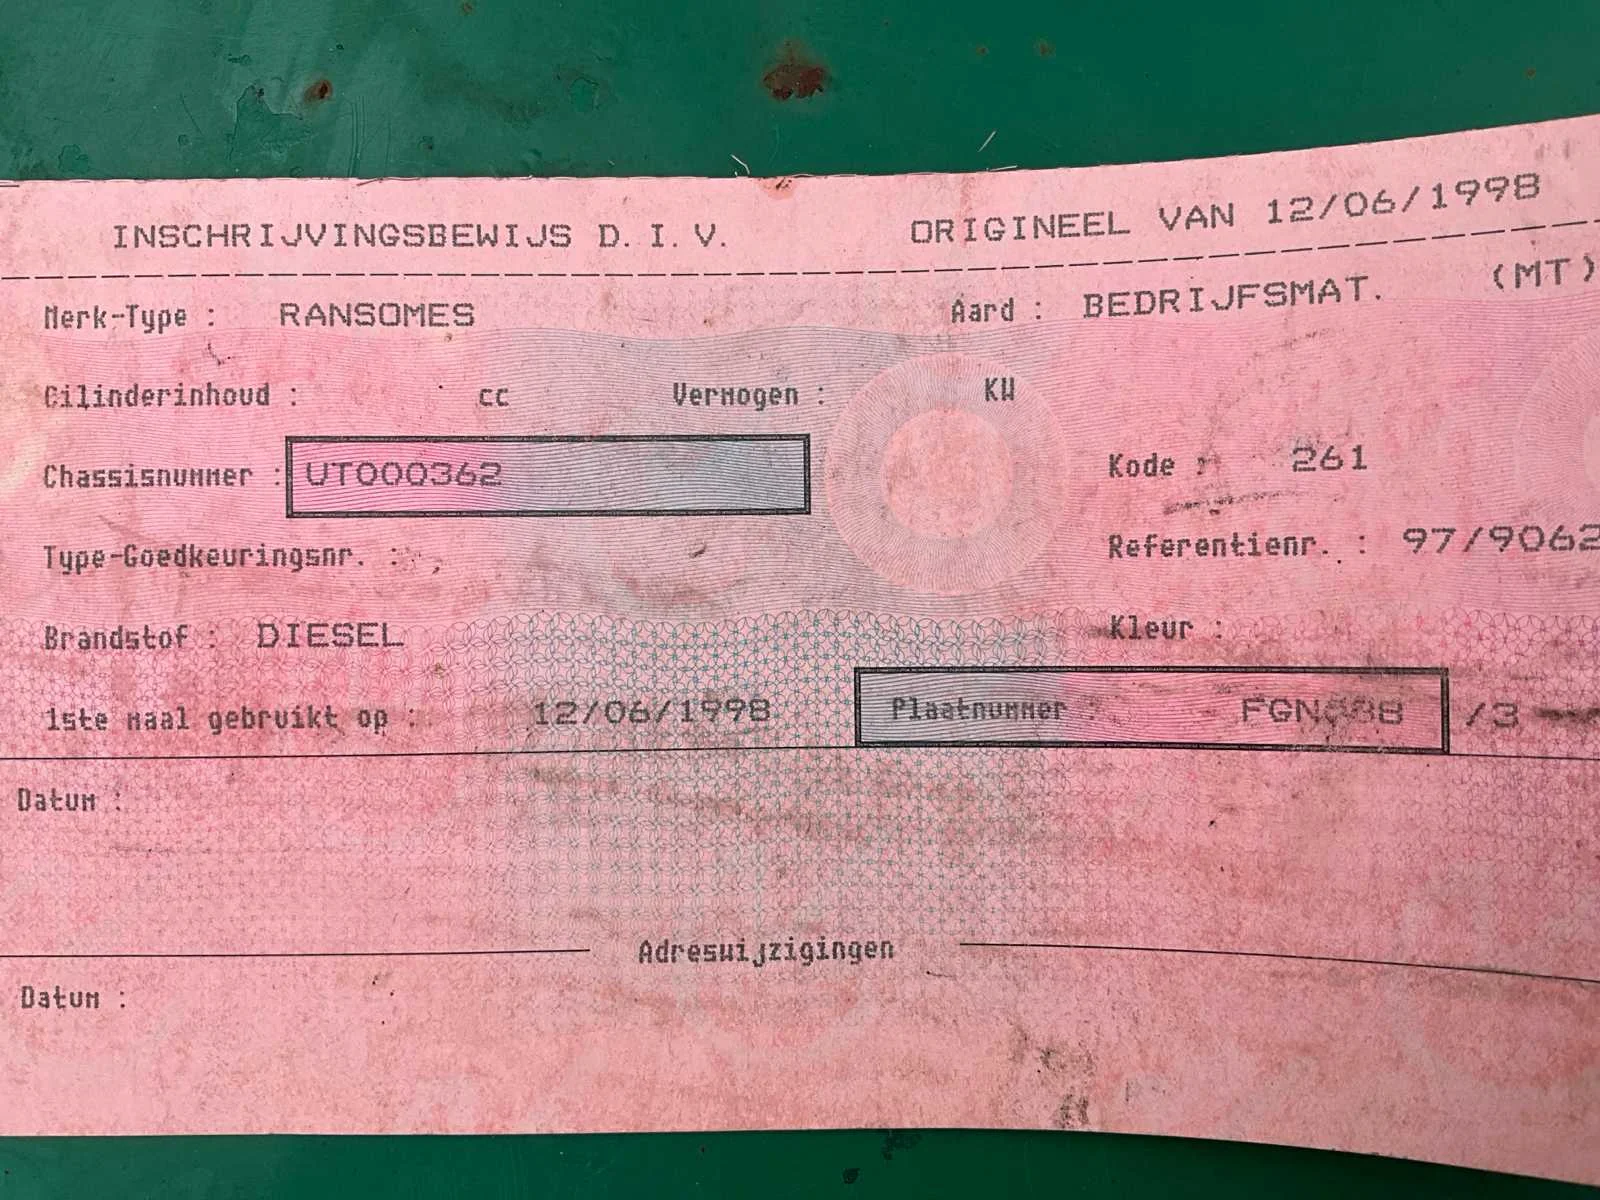 INSCHRIJVINGSBEWIJS D. I. V. ORIGINEEL VAN 12/06/1998
Merk-Type : RANSOMES Aard : BEDRIJFSMAT. (MT)
Cilinderinhoud : cc Vermogen : KW
Chassisnummer : UT000362 Kode : 261
Type-Goedkeuringsnr. : Referentienr. : 97/9062
Brandstof : DIESEL Kleur :
1ste maal gebruikt op : 12/06/1998 Plaatnummer : /3
Datum :
Adreswijzigingen
Datum :